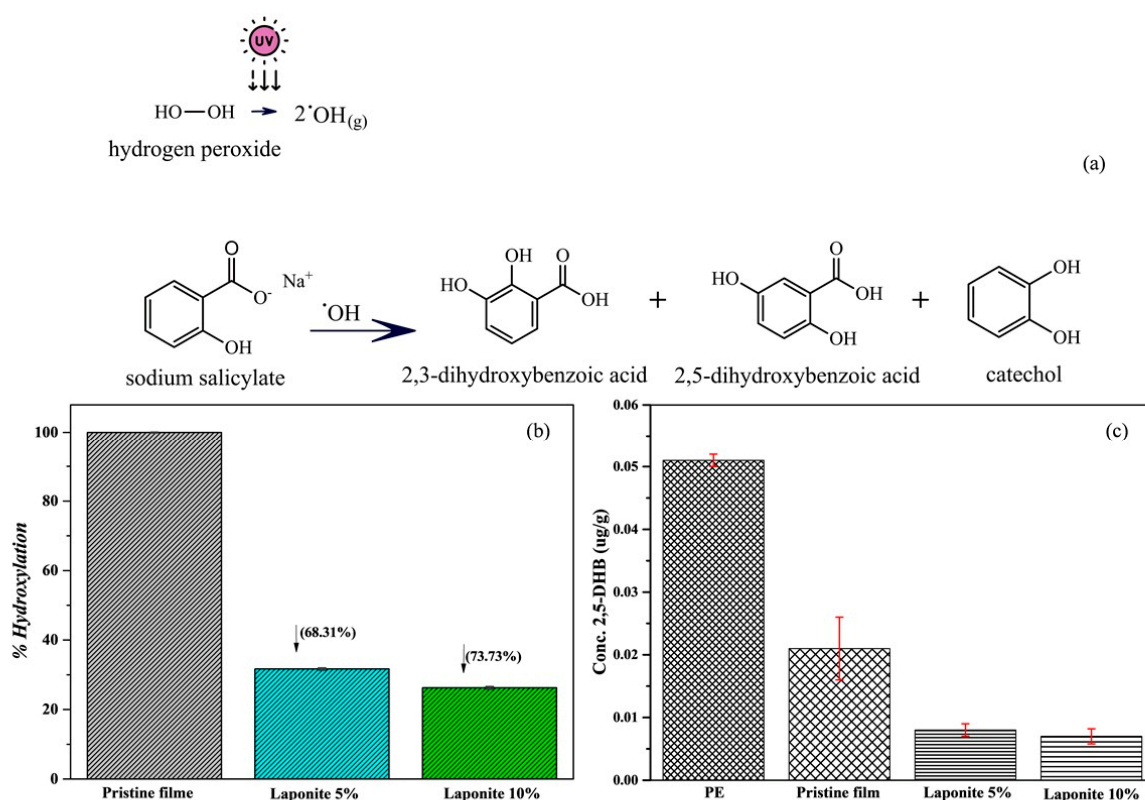 UV
HO—OH
2•OH(g)
hydrogen peroxide
(a)
O
O-
Na+
OH
•OH
OH
HO
O
OH
+
HO
O
OH
OH
+
OH
OH
sodium salicylate
2,3-dihydroxybenzoic acid
2,5-dihydroxybenzoic acid
catechol
(b)
% Hydroxylation
100
80
60
40
20
0
(68.31%)
(73.73%)
Pristine filme
Laponite 5%
Laponite 10%
(c)
Conc. 2,5-DHB (ug/g)
0.06
0.05
0.04
0.03
0.02
0.01
0.00
PE
Pristine film
Laponite 5%
Laponite 10%